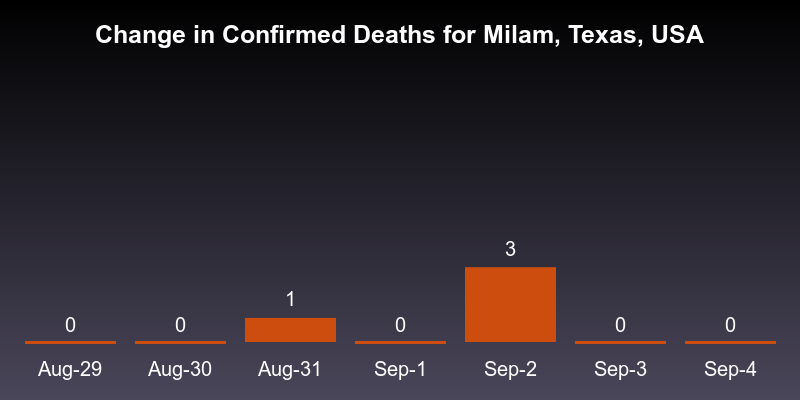 Change in Confirmed Deaths for Milam, Texas, USA
0 0 1 0 3 0 0
Aug-29 Aug-30 Aug-31 Sep-1 Sep-2 Sep-3 Sep-4